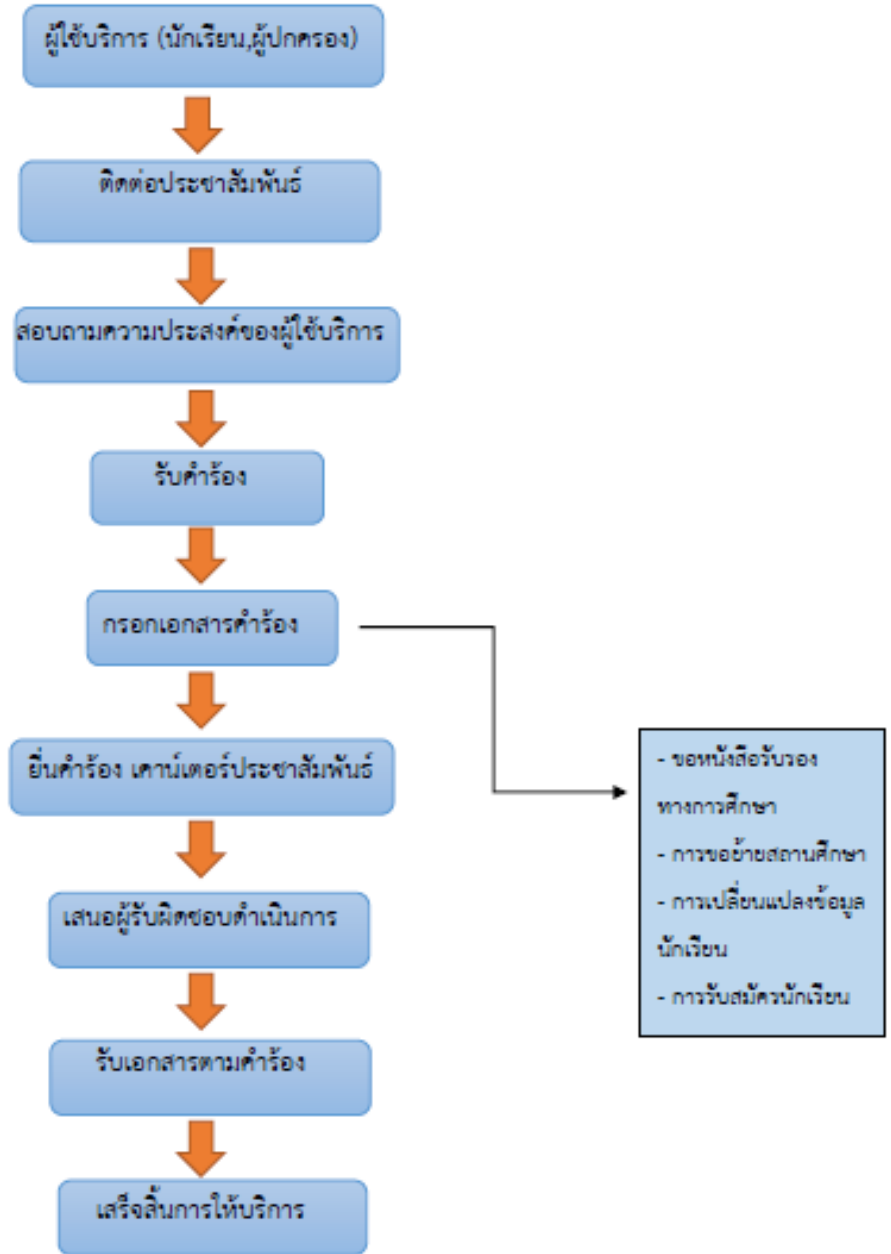 ผู้ใช้บริการ (นักเรียน,ผู้ปกครอง)
ติดต่อประชาสัมพันธ์
สอบถามความประสงค์ของผู้ใช้บริการ
รับคำร้อง
กรอกเอกสารคำร้อง
ยื่นคำร้อง เคาน์เตอร์ประชาสัมพันธ์
- ขอหนังสือรับรอง
ทางการศึกษา
- การขอย้ายสถานศึกษา
- การเปลี่ยนแปลงข้อมูล
นักเรียน
- การรับสมัครนักเรียน
เสนอผู้รับผิดชอบดำเนินการ
รับเอกสารตามคำร้อง
เสร็จสิ้นการให้บริการ